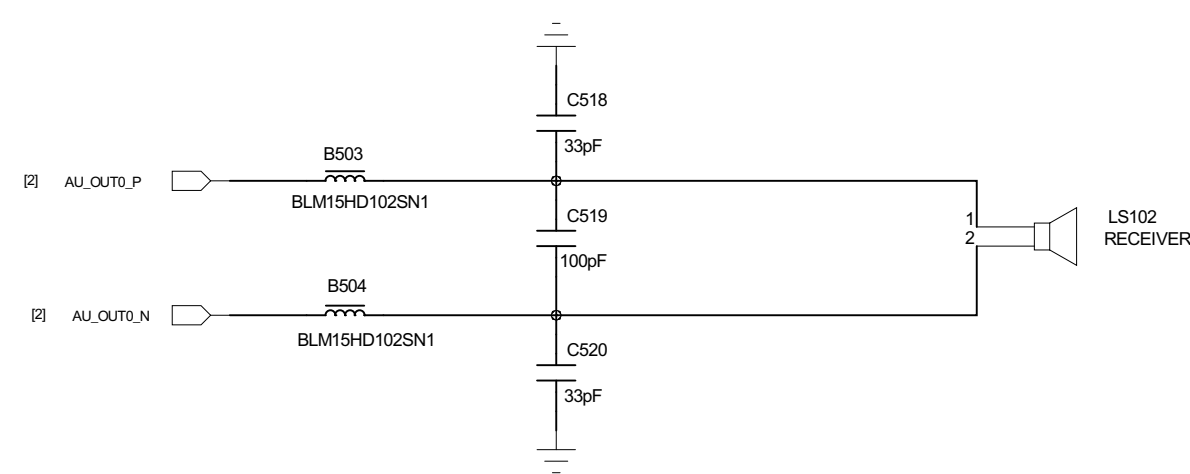 C518
33pF
B503
[2] AU_OUT0_P
BLM15HD102SN1
C519
1
LS102
2
RECEIVER
100pF
B504
[2] AU_OUT0_N
BLM15HD102SN1
C520
33pF